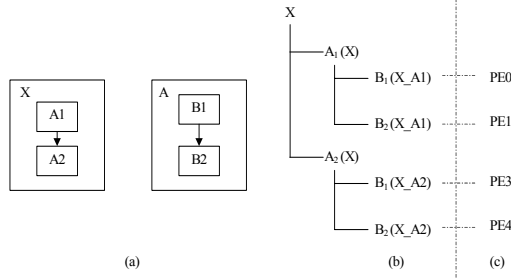 X
A1
A2
A
B1
B2
(a)
X
A1(X)
B1(X_A1)
B2(X_A1)
A2(X)
B1(X_A2)
B2(X_A2)
(b)
PE0
PE1
PE3
PE4
(c)